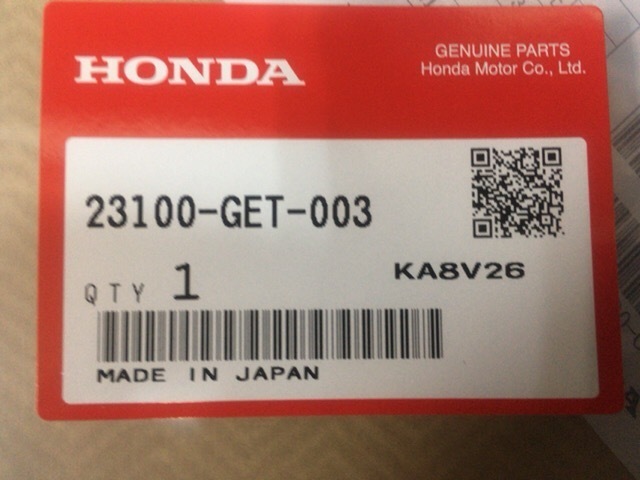 HONDA
GENUINE PARTS
Honda Motor Co., Ltd.
23100-GET-003
KA8V26
QTY 1
MADE IN JAPAN